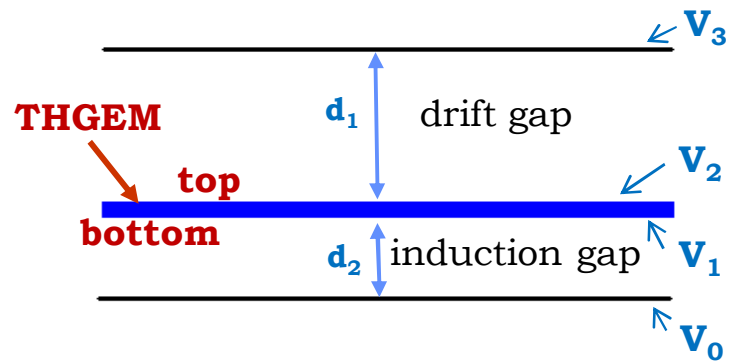 V3
d1
drift gap
THGEM
V2
top
bottom
d2
induction gap
V1
V0